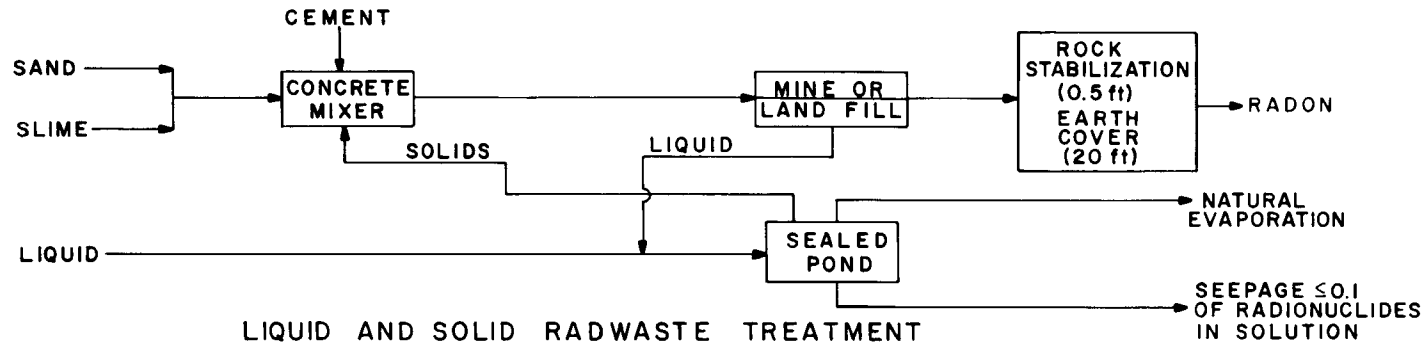 CEMENT
SAND
SLIME
CONCRETE
MIXER
MINE OR
LAND FILL
ROCK
STABILIZATION
(0.5 ft)
EARTH
COVER
(20 ft)
RADON
SOLIDS
LIQUID
NATURAL
EVAPORATION
LIQUID
SEALED
POND
SEEPAGE ≤0.1
OF RADIONUCLIDES
IN SOLUTION
LIQUID AND SOLID RADWASTE TREATMENT